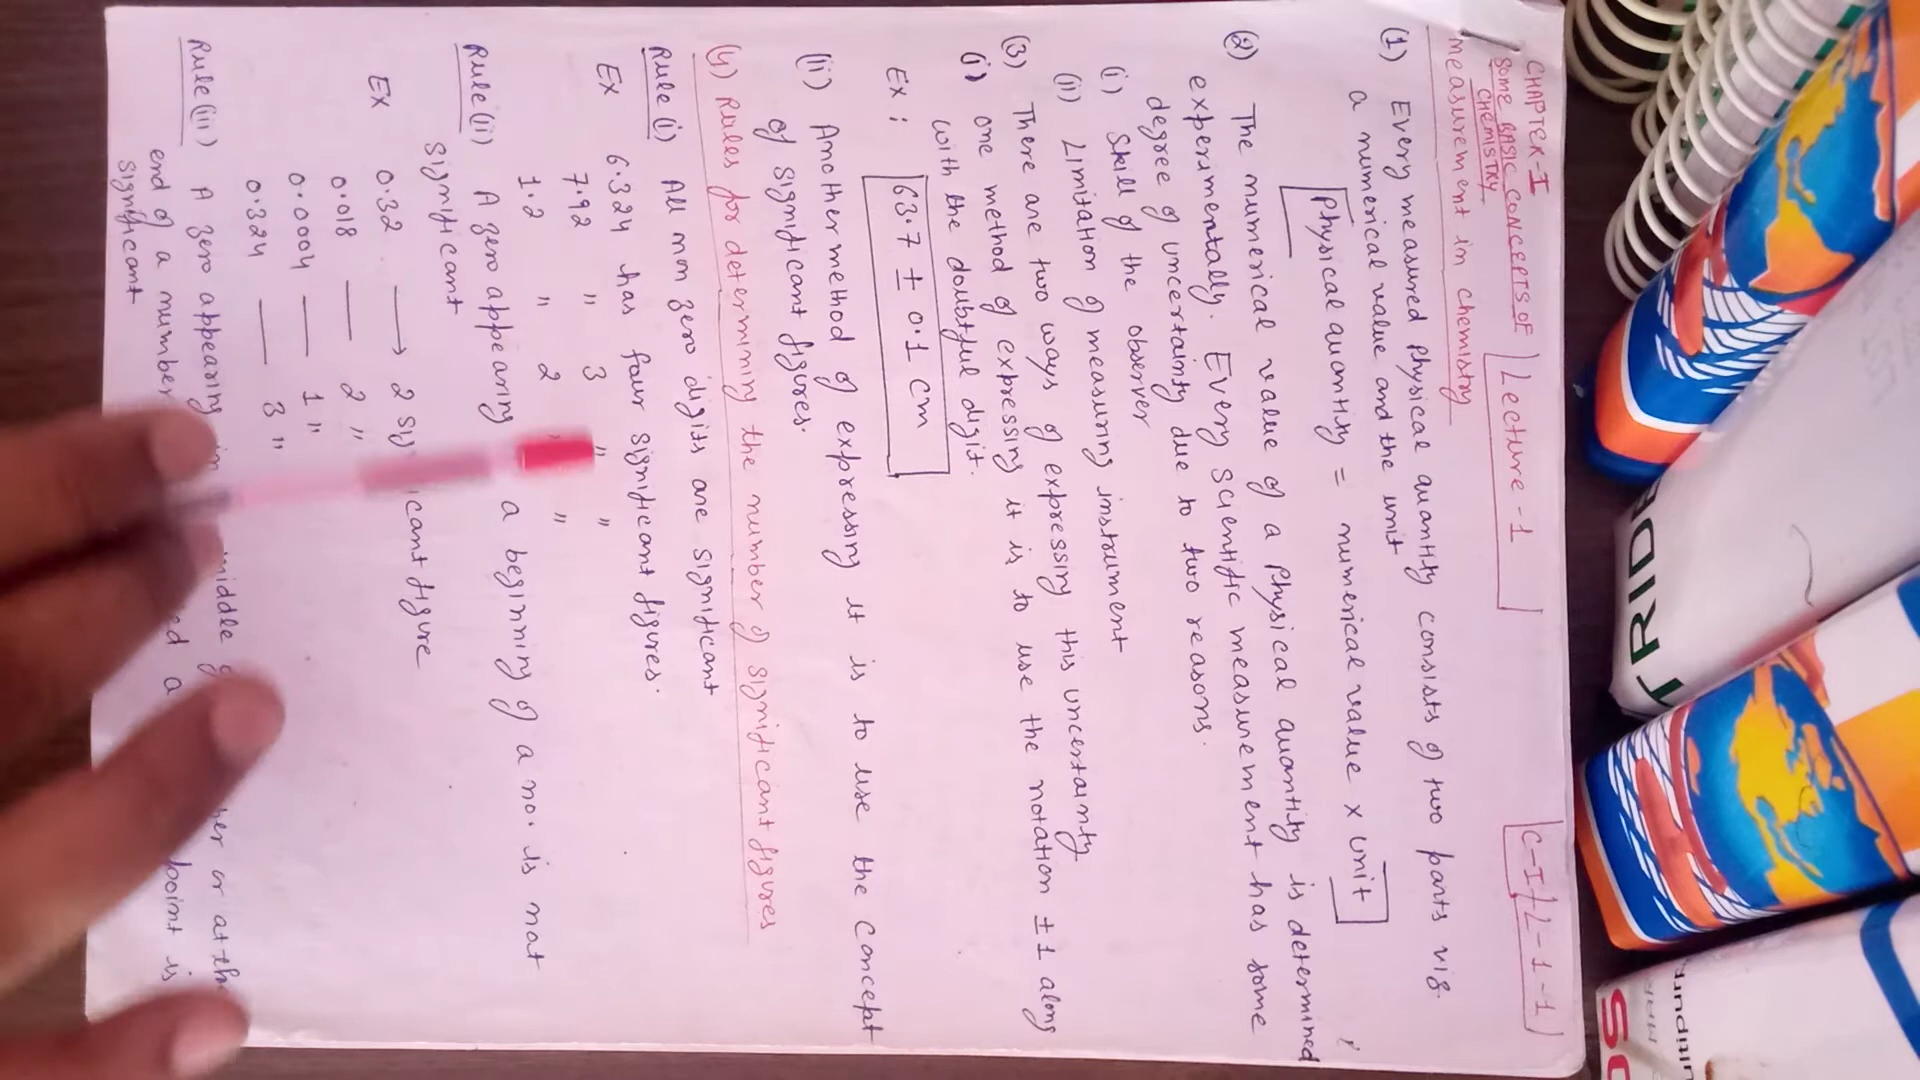 CHAPTER-I
SOME BASIC CONCEPTS OF
CHEMISTRY
Lecture-1
C-I/L-1-1
measurement in chemistry
(1) Every measured physical quantity consists of two parts viz.
a numerical value and the unit
Physical quantity = numerical value x unit
(2) The numerical value of a physical quantity is determined
experimentally. Every scientific measurement has some
degree of uncertainty due to two reasons.
(i) Skill of the observer
(ii) Limitation of measuring instrument
(3) There are two ways of expressing this uncertainty
(i) one method of expressing it is to use the notation ±1 along
with the doubtful digit.
Ex : 63.7 ± 0.1 cm
(ii) Another method of expressing it is to use the concept
of significant figures.
(4) Rules for determining the number of significant figures
Rule (i) All non zero digits are significant
Ex 6.324 has four significant figures.
7.92 " 3 " "
1.2 " 2 " "
Rule (ii) A zero appearing a beginning of a no. is not
significant
Ex 0.32 → 2 significant figure
0.018 — 2 "
0.0004 — 1 "
0.324 — 3 "
Rule (iii) A zero appearing in middle or at the
end of a number a point is
significant
TRIDE